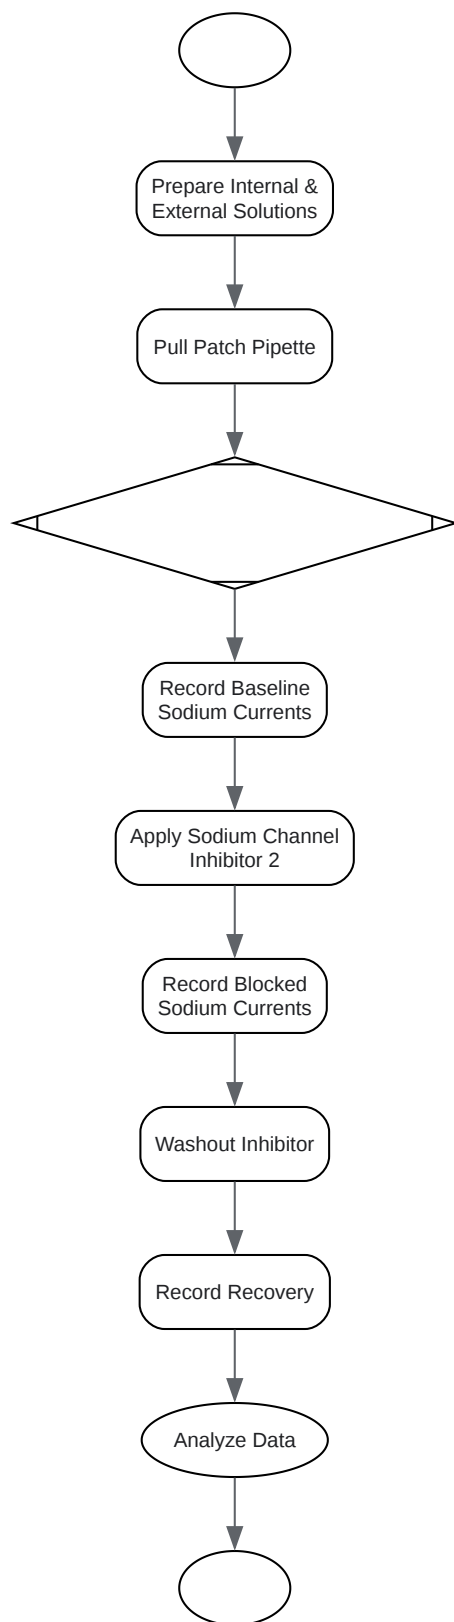 Prepare Internal &
External Solutions
Pull Patch Pipette
Record Baseline
Sodium Currents
Apply Sodium Channel
Inhibitor 2
Record Blocked
Sodium Currents
Washout Inhibitor
Record Recovery
Analyze Data